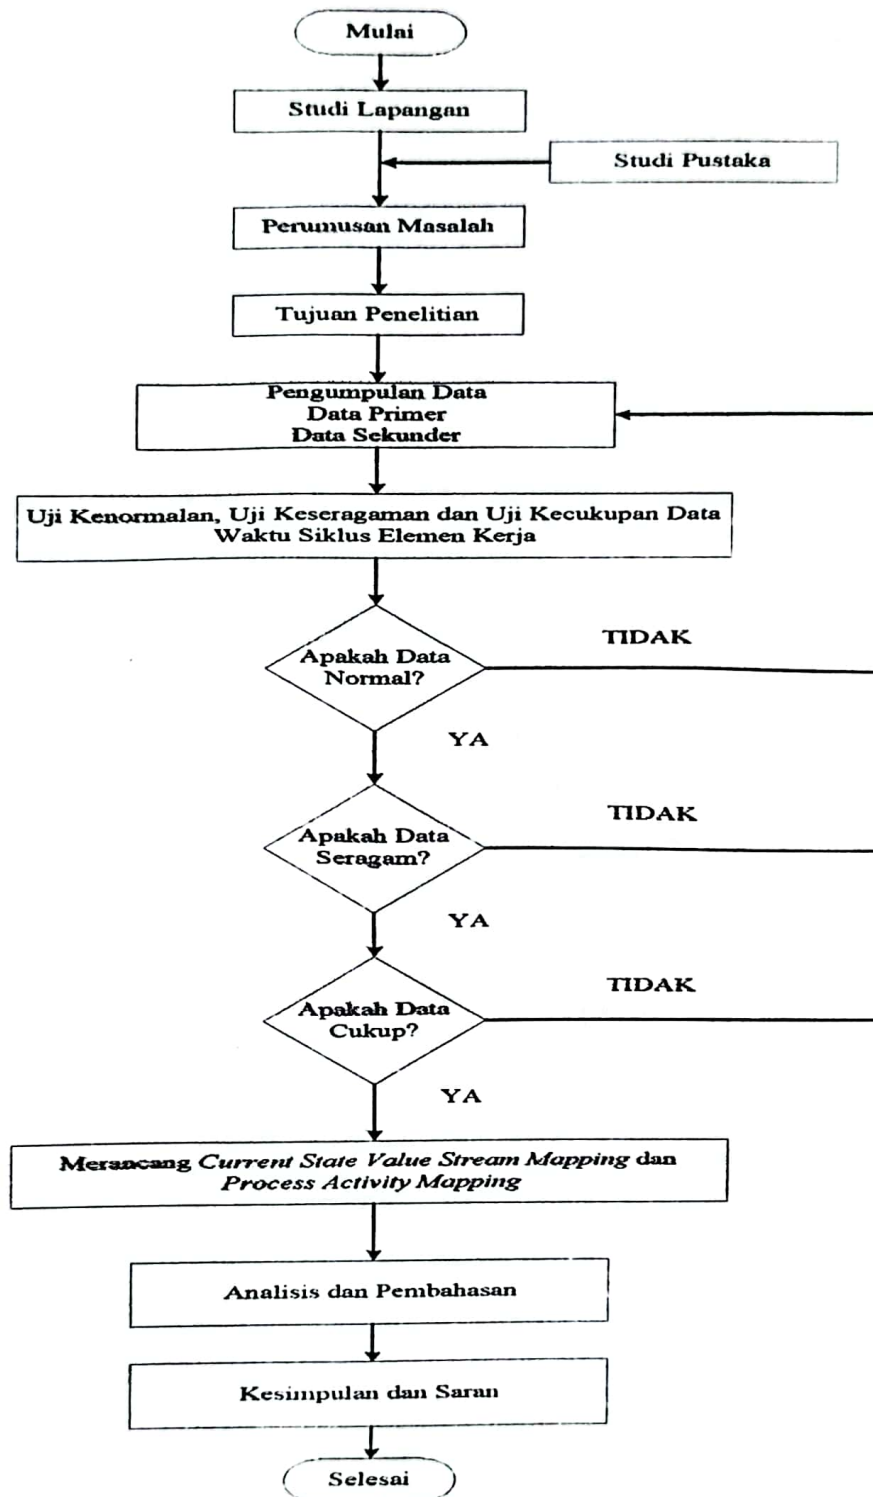 Mulai
Studi Lapangan
Studi Pustaka
Perumusan Masalah
Tujuan Penelitian
Pengumpulan Data
Data Primer
Data Sekunder
Uji Kenormalan, Uji Keseragaman dan Uji Kecukupan Data
Waktu Siklus Elemen Kerja
TIDAK
Apakah Data
Normal?
YA
TIDAK
Apakah Data
Seragam?
YA
TIDAK
Apakah Data
Cukup?
YA
Merancang Current State Value Stream Mapping dan
Process Activity Mapping
Analisis dan Pembahasan
Kesimpulan dan Saran
Selesai